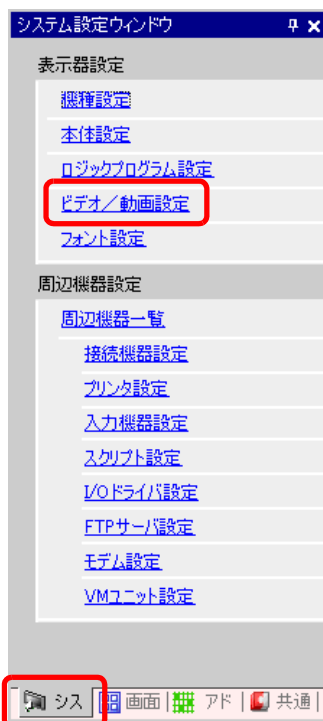 システム設定ウィンドウ
表示器設定
機種設定
本体設定
ロジックプログラム設定
ビデオ／動画設定
フォント設定
周辺機器設定
周辺機器一覧
接続機器設定
プリンタ設定
入力機器設定
スクリプト設定
I/Oドライバ設定
FTPサーバ設定
モデム設定
VMユニット設定
シス 画面 アド 共通